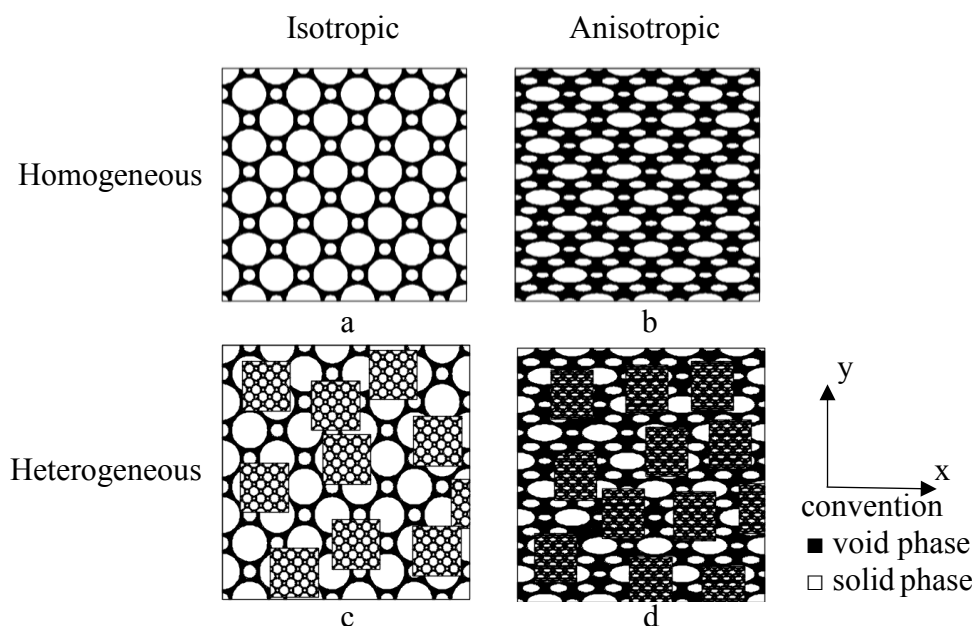 Isotropic Anisotropic
Homogeneous
a b
Heterogeneous
y
x
convention
void phase
solid phase
c d